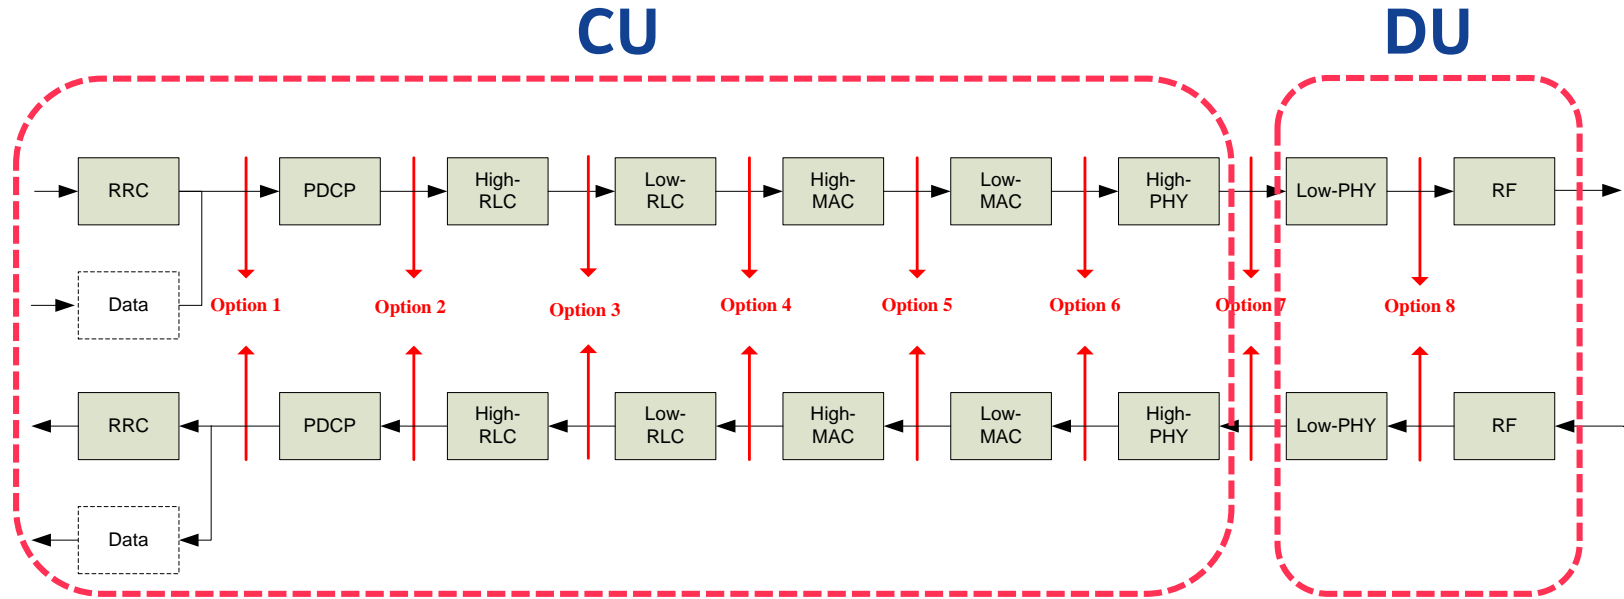 CU
DU
RRC
PDCP
High-
RLC
Low-
RLC
High-
MAC
Low-
MAC
High-
PHY
Low-PHY
RF
Data
Option 1
Option 2
Option 3
Option 4
Option 5
Option 6
Option 7
Option 8
RRC
PDCP
High-
RLC
Low-
RLC
High-
MAC
Low-
MAC
High-
PHY
Low-PHY
RF
Data